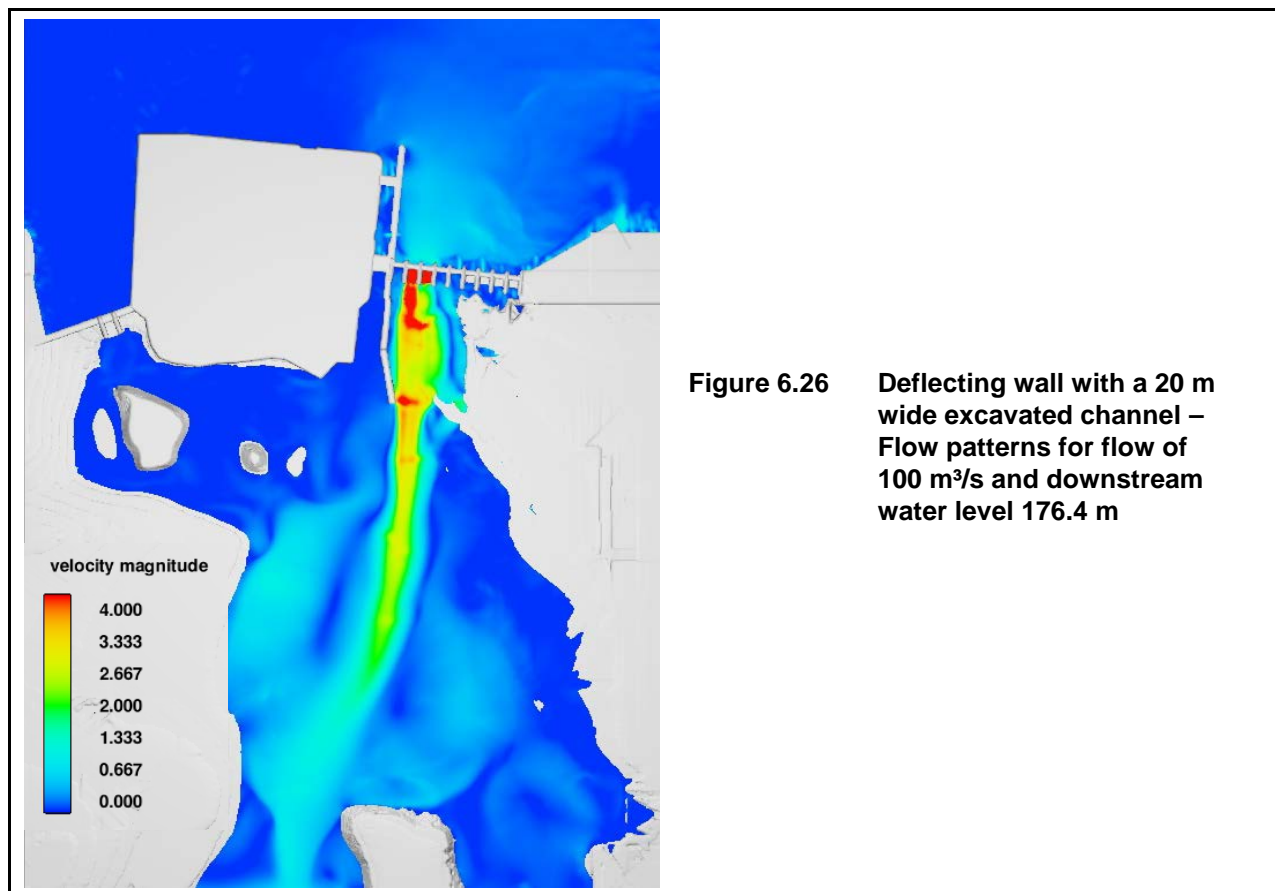 Figure 6.26 Deflecting wall with a 20 m
wide excavated channel –
Flow patterns for flow of
100 m³/s and downstream
water level 176.4 m
velocity magnitude
4.000
3.333
2.667
2.000
1.333
0.667
0.000